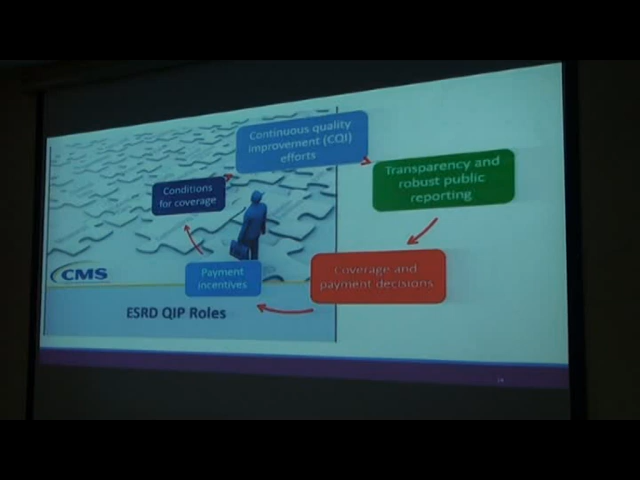 Continuous quality
improvement (CQI)
efforts
Transparency and
robust public
reporting
Conditions
for coverage
Coverage and
payment decisions
Payment
incentives
CMS
ESRD QIP Roles